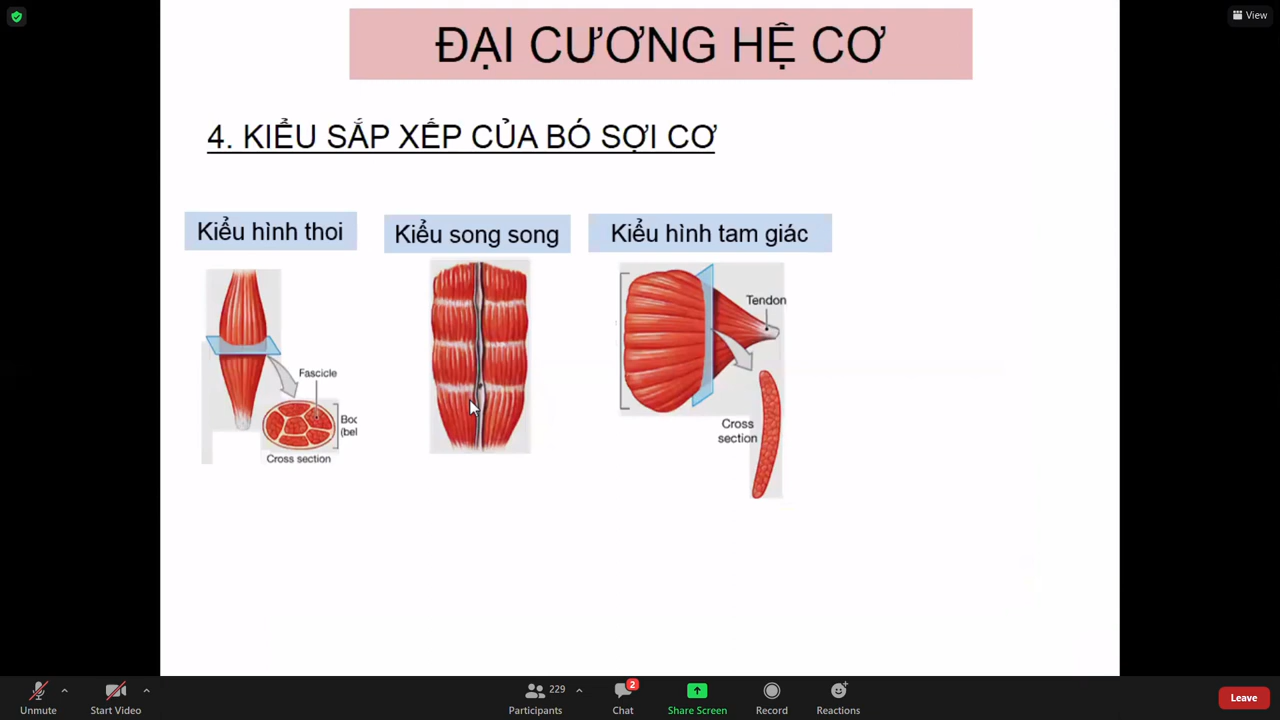 View
ĐẠI CƯƠNG HỆ CƠ
4. KIỂU SẮP XẾP CỦA BÓ SỢI CƠ
Kiểu hình thoi
Kiểu song song
Kiểu hình tam giác
Fascicle
Cross section
Tendon
Cross
section
Unmute
Start Video
229
Participants
2
Chat
Share Screen
Record
Reactions
Leave